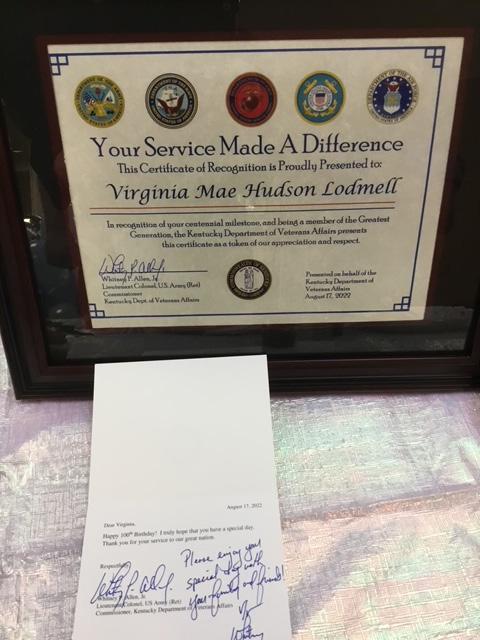 Your Service Made A Difference
This Certificate of Recognition is Proudly Presented to:
Virginia Mae Hudson Lodmell
In recognition of your centennial milestone, and being a member of the Greatest
Generation, the Kentucky Department of Veterans Affairs presents
this certificate as a token of our appreciation and respect.
Whitney P. Allen, Jr.
Lieutenant Colonel, U.S. Army (Ret)
Commissioner
Kentucky Dept. of Veterans Affairs
Presented on behalf of the
Kentucky Department of
Veterans Affairs
August 17, 2022
August 17, 2022
Dear Virginia,
Happy 100th Birthday! I truly hope that you have a special day.
Thank you for your service to our great nation.
Respectfully
Whitney P. Allen, Jr.
Lieutenant Colonel, US Army (Ret)
Commissioner, Kentucky Department of Veterans Affairs
Please enjoy your
special day with
your family and friends!
Whitney